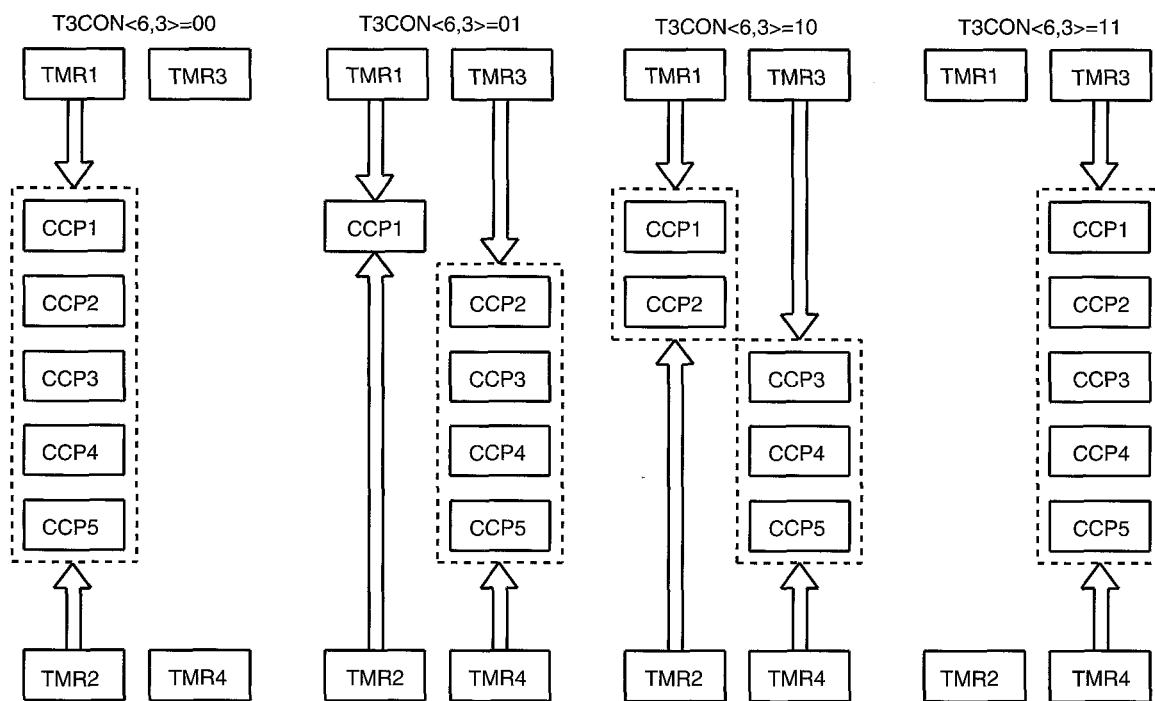 T3CON<6,3>=00
TMR1 TMR3
CCP1
CCP2
CCP3
CCP4
CCP5
TMR2 TMR4
T3CON<6,3>=01
TMR1 TMR3
CCP1
CCP2
CCP3
CCP4
CCP5
TMR2 TMR4
T3CON<6,3>=10
TMR1 TMR3
CCP1
CCP2
CCP3
CCP4
CCP5
TMR2 TMR4
T3CON<6,3>=11
TMR1 TMR3
CCP1
CCP2
CCP3
CCP4
CCP5
TMR2 TMR4